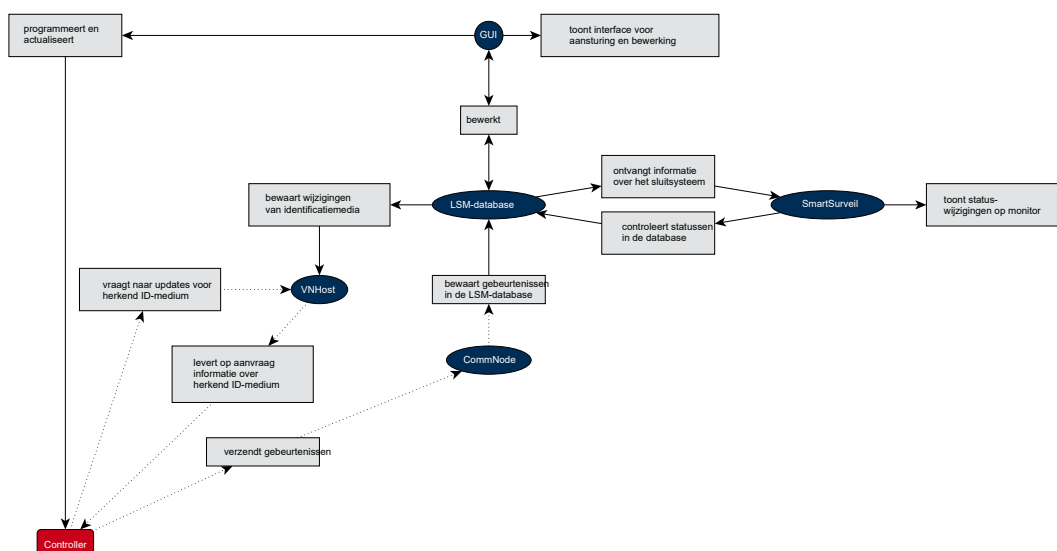 programmeert en
actualiseert
GUI
toont interface voor
aansturing en bewerking
bewerkt
ontvangt informatie
over het sluitsysteem
bewaart wijzigingen
van identificatiemedia
LSM-database
SmartSurveil
toont status-
wijzigingen op monitor
controleert statussen
in de database
vraagt naar updates voor
herkend ID-medium
VNHost
bewaart gebeurtenissen
in de LSM-database
levert op aanvraag
informatie over
herkend ID-medium
CommNode
verzendt gebeurtenissen
Controller